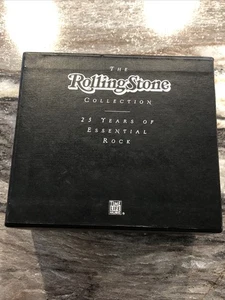 THE
RollingStone
COLLECTION
25 YEARS OF
ESSENTIAL
ROCK